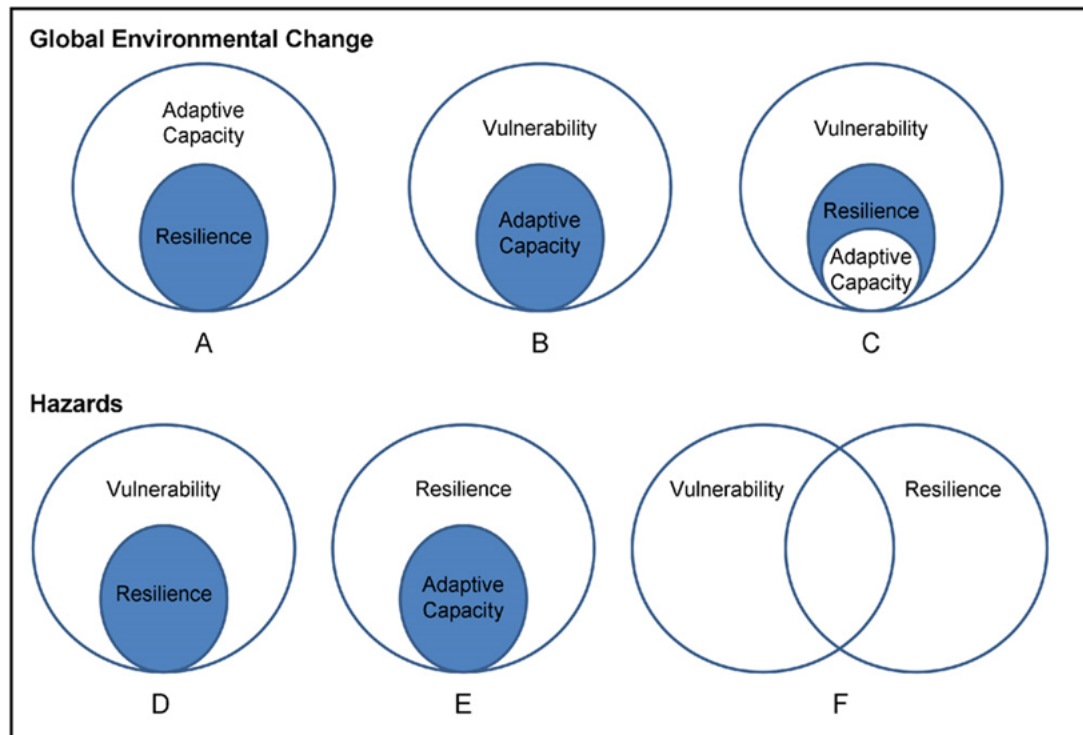 Global Environmental Change
Adaptive
Capacity
Resilience
A
Vulnerability
Adaptive
Capacity
B
Vulnerability
Resilience
Adaptive
Capacity
C
Hazards
Vulnerability
Resilience
D
Resilience
Adaptive
Capacity
E
Vulnerability
Resilience
F